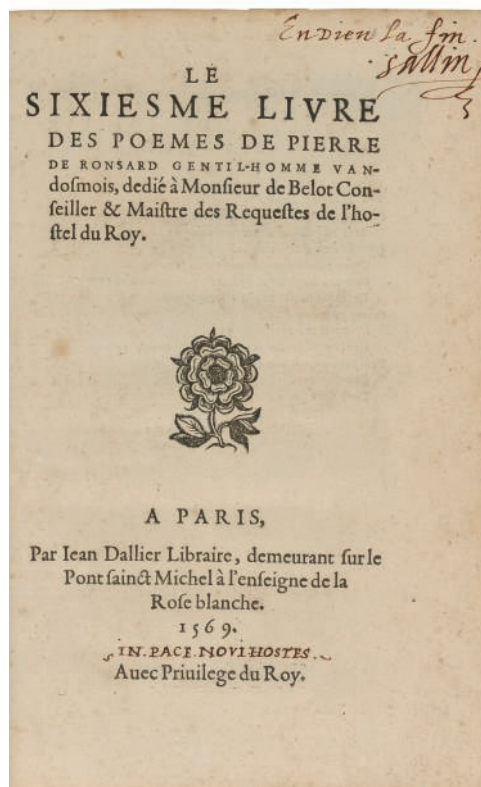 En Dieu la fin.
Sallin
LE
SIXIESME LIVRE
DES POEMES DE PIERRE
DE RONSARD GENTIL-HOMME VAN-
dosmois, dedié à Monsieur de Belot Con-
seiller & Maistre des Requestes de l'ho-
stel du Roy.
A PARIS,
Par Iean Dallier Libraire, demeurant sur le
Pont sainct Michel à l'enseigne de la
Rose blanche.
1569.
IN. PACE. NOVI. HOSTES.
Auec Priuilege du Roy.